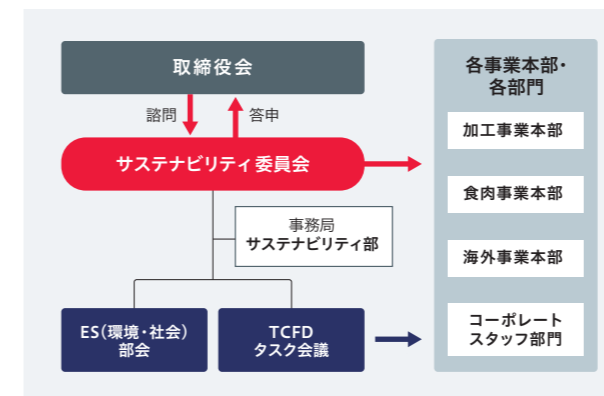 取締役会
諮問
答申
サステナビリティ委員会
事務局
サステナビリティ部
ES(環境・社会)
部会
TCFD
タスク会議
各事業本部・
各部門
加工事業本部
食肉事業本部
海外事業本部
コーポレート
スタッフ部門